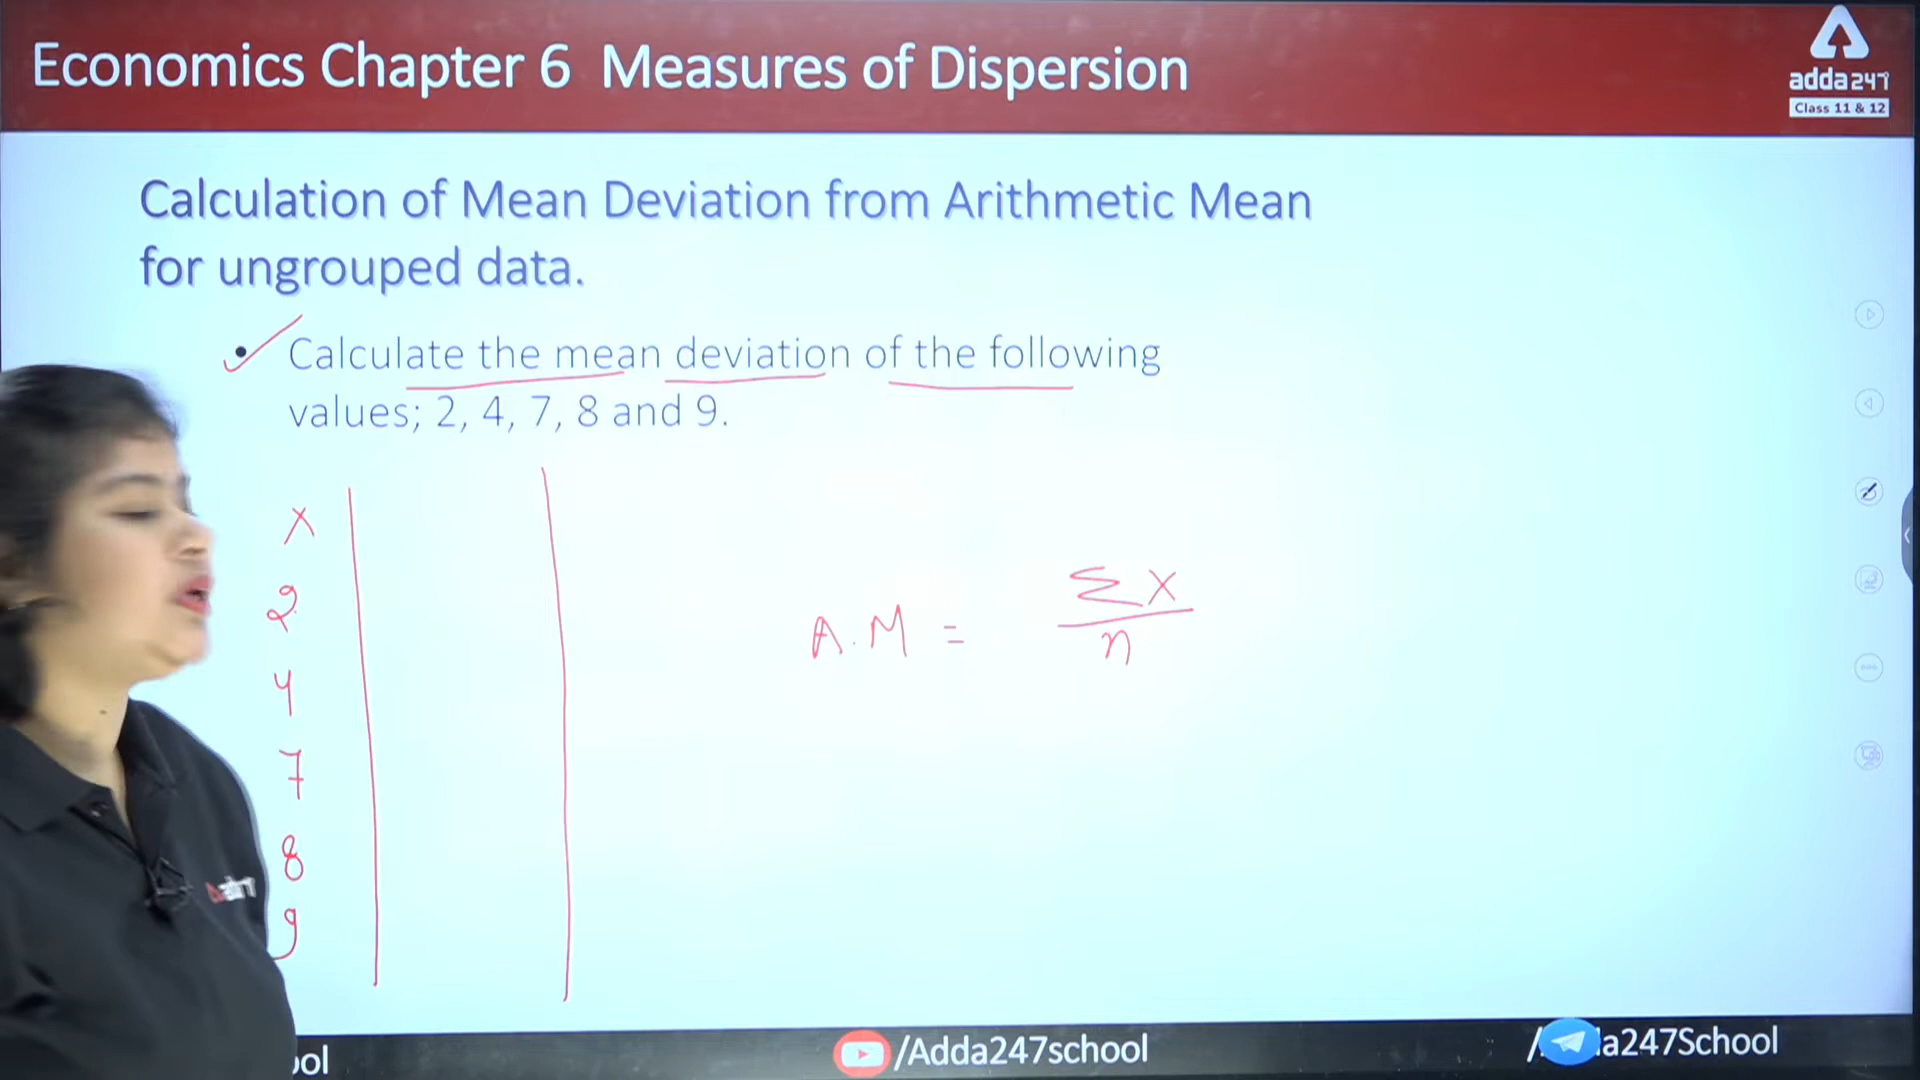 Economics Chapter 6 Measures of Dispersion
adda247
Class 11 & 12
Calculation of Mean Deviation from Arithmetic Mean
for ungrouped data.
• Calculate the mean deviation of the following
values; 2, 4, 7, 8 and 9.
x
2
4
7
8
9
A.M = Σx
n
/Adda247school